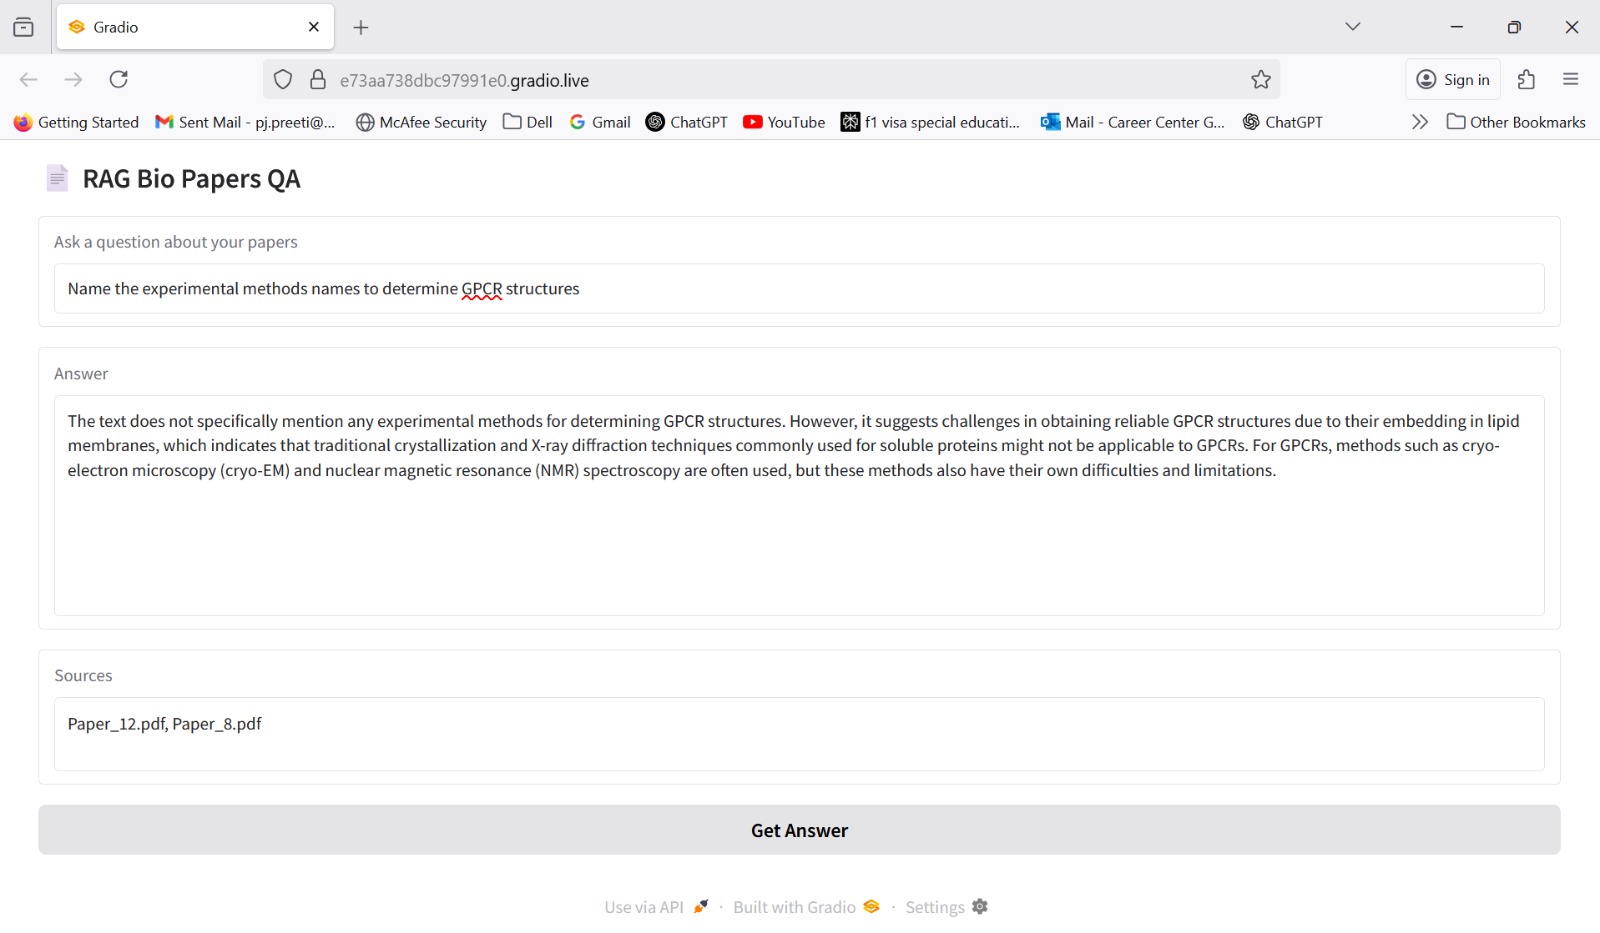 Gradio
e73aa738dbc97991e0.gradio.live
Sign in
Getting Started Sent Mail - pj.preeti@... McAfee Security Dell Gmail ChatGPT YouTube f1 visa special educati... Mail - Career Center G... ChatGPT Other Bookmarks
RAG Bio Papers QA
Ask a question about your papers
Name the experimental methods names to determine GPCR structures
Answer
The text does not specifically mention any experimental methods for determining GPCR structures. However, it suggests challenges in obtaining reliable GPCR structures due to their embedding in lipid
membranes, which indicates that traditional crystallization and X-ray diffraction techniques commonly used for soluble proteins might not be applicable to GPCRs. For GPCRs, methods such as cryo-
electron microscopy (cryo-EM) and nuclear magnetic resonance (NMR) spectroscopy are often used, but these methods also have their own difficulties and limitations.
Sources
Paper_12.pdf, Paper_8.pdf
Get Answer
Use via API · Built with Gradio · Settings